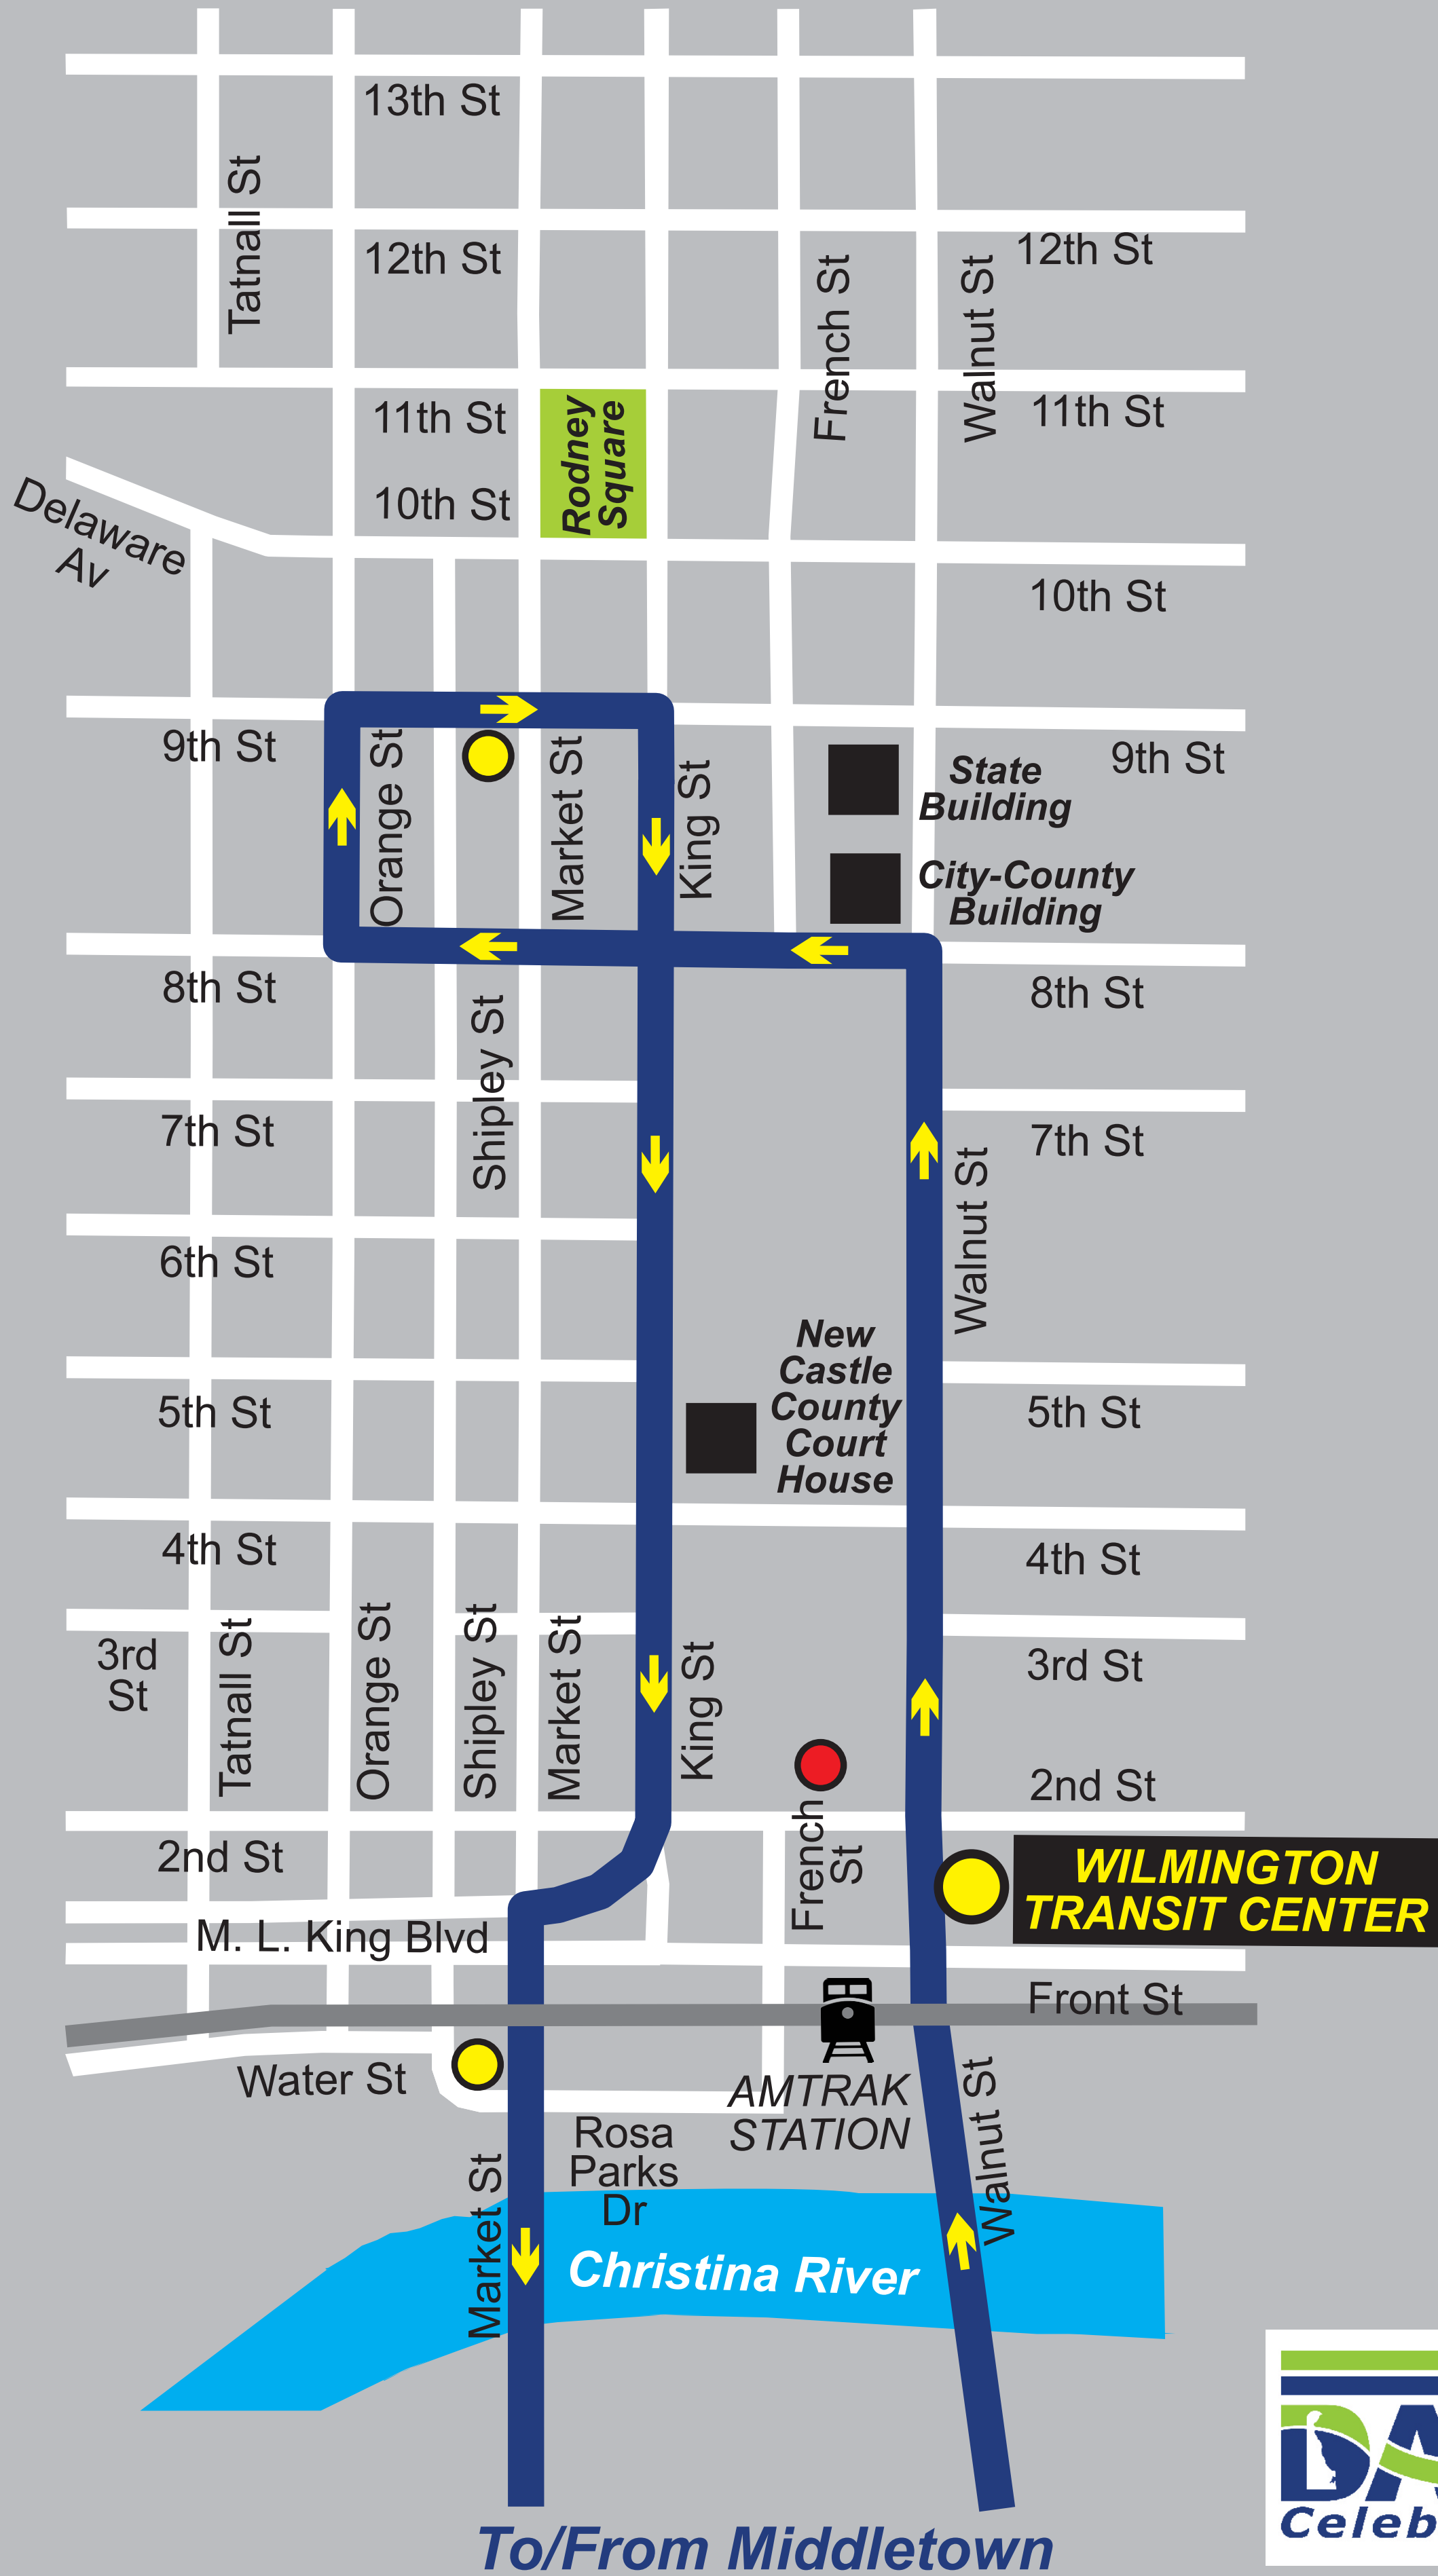 13th St
Tatnall St
12th St
12th St
French St
Walnut St
11th St
11th St
Rodney
Square
10th St
Delaware
Av
10th St
9th St
Orange St
Market St
King St
9th St
State
Building
City-County
Building
8th St
8th St
Shipley St
7th St
7th St
Walnut St
6th St
New
Castle
County
Court
House
5th St
5th St
4th St
4th St
3rd
St
Tatnall St
Orange St
Shipley St
Market St
King St
3rd St
2nd St
French
St
2nd St
WILMINGTON
TRANSIT CENTER
M. L. King Blvd
Front St
Water St
AMTRAK
STATION
Walnut St
Rosa
Parks
Dr
Market St
Christina River
DA
Celeb
To/From Middletown